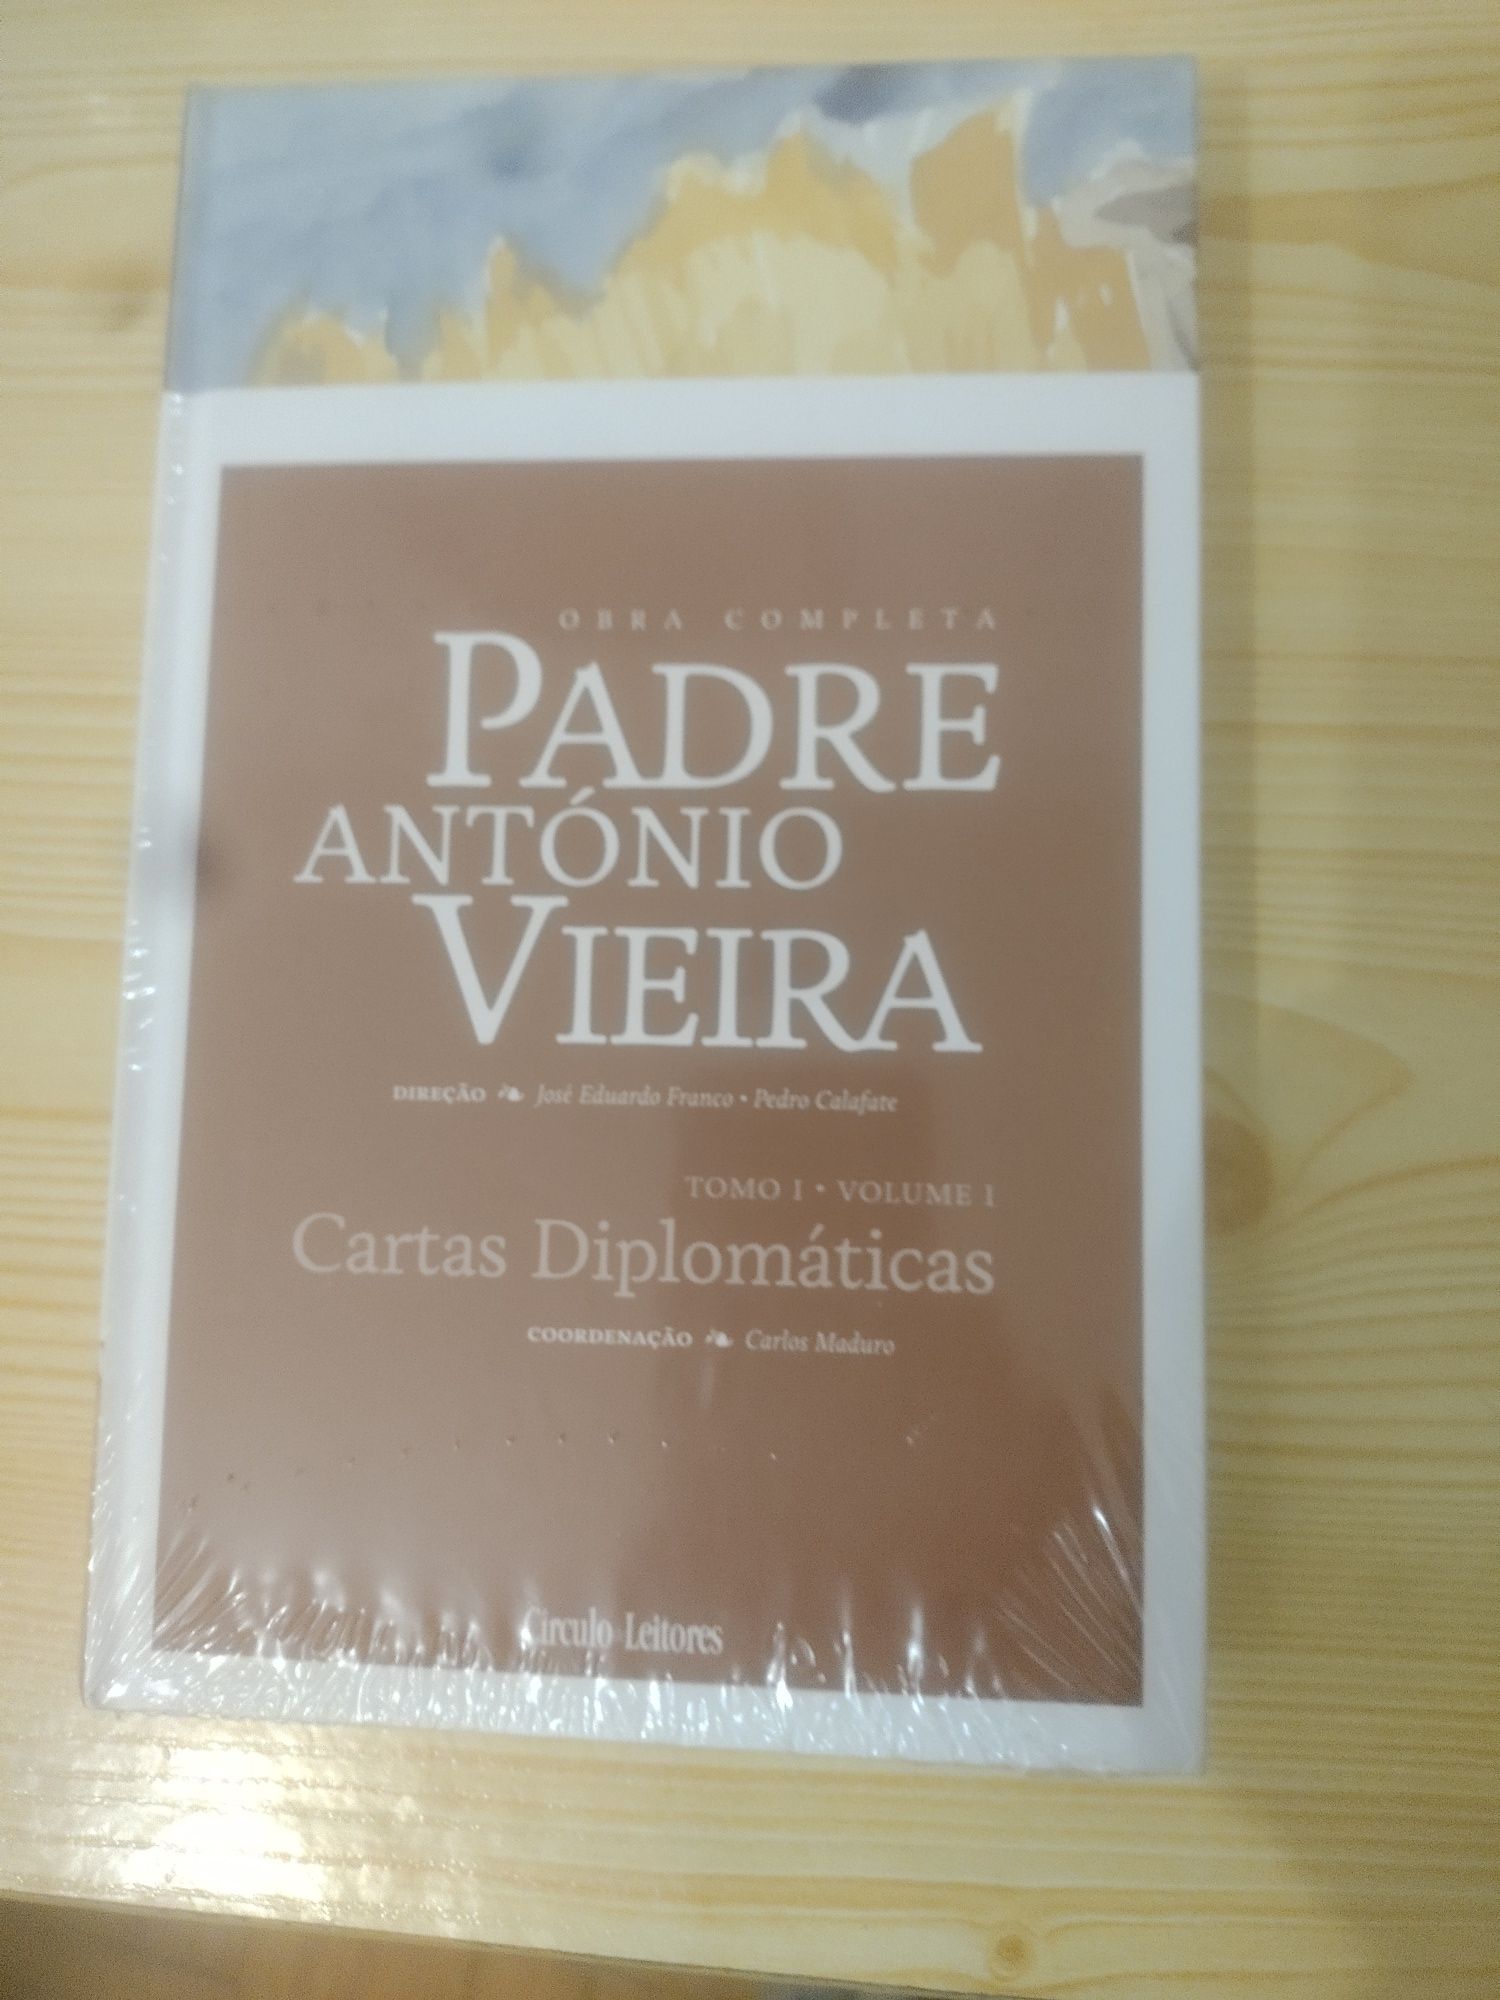 OBRA COMPLETA
PADRE
ANTÓNIO
VIEIRA
DIREÇÃO José Eduardo Franco • Pedro Calafate
TOMO I • VOLUME I
Cartas Diplomáticas
COORDENAÇÃO Carlos Maduro
Círculo Leitores